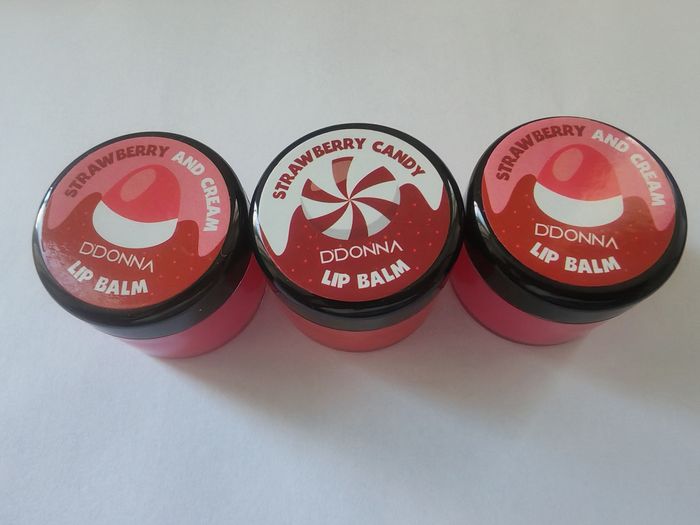 STRAWBERRY AND CREAM
DDONNA
LIP BALM
STRAWBERRY CANDY
DDONNA
LIP BALM
STRAWBERRY AND CREAM
DDONNA
LIP BALM